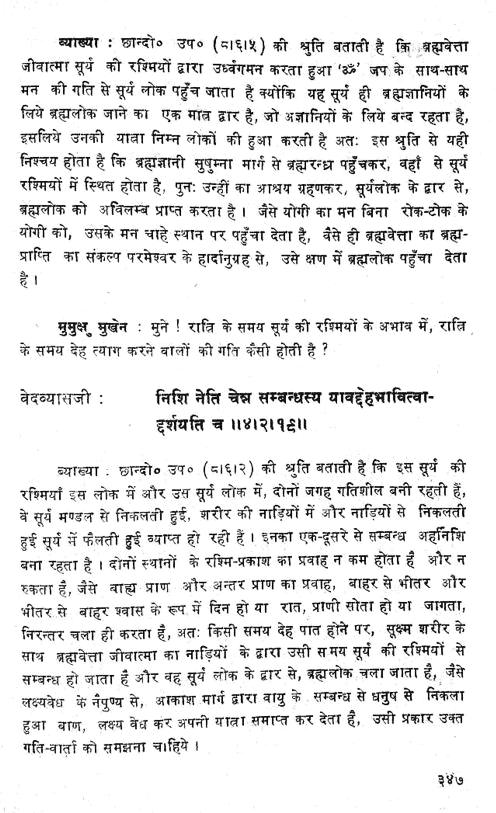 व्याख्या : छान्दो० उप० (८।६।५) की श्रुति बताती है कि ब्रह्मवेत्ता
जीवात्मा सूर्य की रश्मियों द्वारा उर्ध्वगमन करता हुआ ‘ॐ’ जप के साथ-साथ
मन की गति से सूर्य लोक पहुँच जाता है क्योंकि यह सूर्य ही ब्रह्मज्ञानियों के
लिये ब्रह्मलोक जाने का एक मात्र द्वार है, जो अज्ञानियों के लिये बन्द रहता है,
इसलिये उनकी यात्रा निम्न लोकों की हुआ करती है अतः इस श्रुति से यही
निश्चय होता है कि ब्रह्मज्ञानी सुषुम्ना मार्ग से ब्रह्मरन्ध्र पहुँचकर, वहाँ से सूर्य
रश्मियों में स्थित होता है, पुनः उन्हीं का आश्रय ग्रहणकर, सूर्यलोक के द्वार से,
ब्रह्मलोक को अविलम्ब प्राप्त करता है। जैसे योगी का मन बिना रोक-टोक के
योगी को, उसके मन चाहे स्थान पर पहुँचा देता है, वैसे ही ब्रह्मवेत्ता का ब्रह्म-
प्राप्ति का संकल्प परमेश्वर के हार्दानुग्रह से, उसे क्षण में ब्रह्मलोक पहुँचा देता
है।
मुमुक्षु मुखेन : मुने ! रात्रि के समय सूर्य की रश्मियों के अभाव में, रात्रि
के समय देह त्याग करने वालों की गति कैसी होती है ?
वेदव्यासजी : निशि नेति चेन्न सम्बन्धस्य यावद्देहभावित्वा-
द्दर्शयति च ॥४।२।१९॥
व्याख्या : छान्दो० उप० (८।६।२) की श्रुति बताती है कि इस सूर्य की
रश्मियाँ इस लोक में और उस सूर्य लोक में, दोनों जगह गतिशील बनी रहती हैं,
वे सूर्य मण्डल से निकलती हुई, शरीर की नाड़ियों में और नाड़ियों से निकलती
हुई सूर्य में फैलती हुई व्याप्त हो रही हैं। इनका एक-दूसरे से सम्बन्ध अहर्निशि
बना रहता है। दोनों स्थानों के रश्मि-प्रकाश का प्रवाह न कम होता है और न
रुकता है, जैसे वाह्य प्राण और अन्तर प्राण का प्रवाह, बाहर से भीतर और
भीतर से बाहर श्वास के रूप में दिन हो या रात, प्राणी सोता हो या जागता,
निरन्तर चला ही करता है, अतः किसी समय देह पात होने पर, सूक्ष्म शरीर के
साथ ब्रह्मवेत्ता जीवात्मा का नाड़ियों के द्वारा उसी समय सूर्य की रश्मियों से
सम्बन्ध हो जाता है और वह सूर्य लोक के द्वार से, ब्रह्मलोक चला जाता है, जैसे
लक्ष्यवेध के नैपुण्य से, आकाश मार्ग द्वारा वायु के सम्बन्ध से धनुष से निकला
हुआ बाण, लक्ष्य वेध कर अपनी यात्रा समाप्त कर देता है, उसी प्रकार उक्त
गति-वार्ता को समझना चाहिये।
३४७